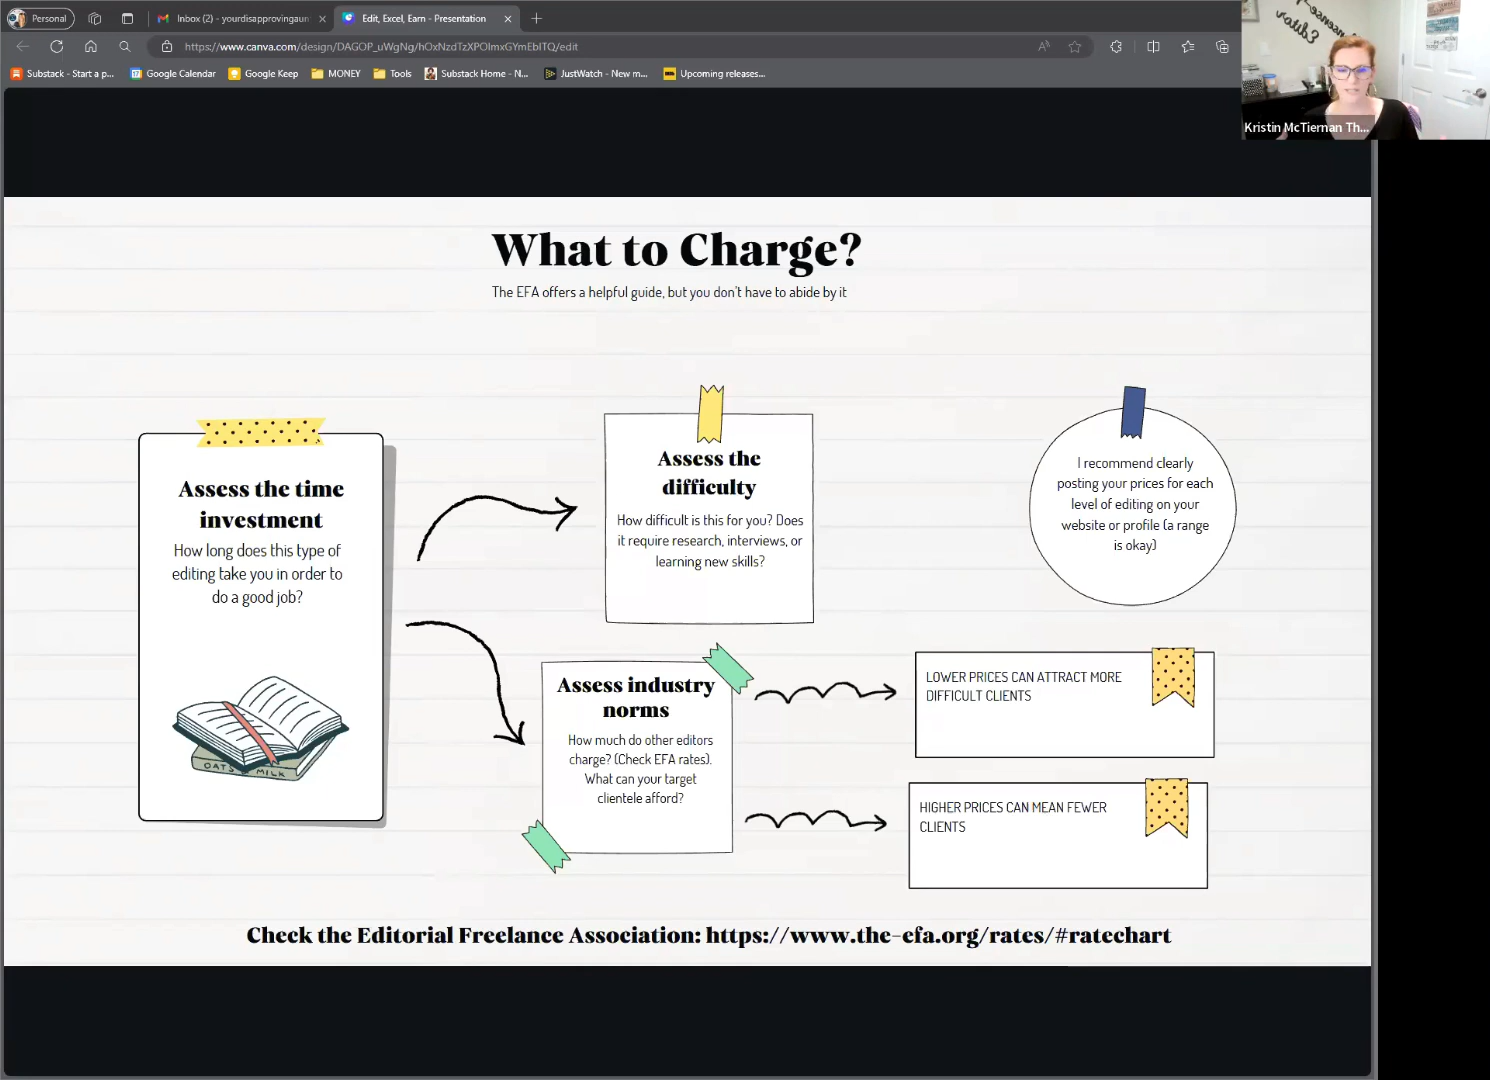 Personal
Inbox (2) - yourdisapprovingaun
Edit, Excel, Earn - Presentation
https://www.canva.com/design/DAGOP_uWgNg/hOxNzdTzXPOImxGYmEbITQ/edit
Substack - Start a p...
Google Calendar
Google Keep
MONEY
Tools
Substack Home - N...
JustWatch - New m...
Upcoming releases...
Editor
Kristin McTiernan Th...
What to Charge?
The EFA offers a helpful guide, but you don't have to abide by it
Assess the time
investment
How long does this type of
editing take you in order to
do a good job?
OATS MILK
Assess the
difficulty
How difficult is this for you? Does
it require research, interviews, or
learning new skills?
I recommend clearly
posting your prices for each
level of editing on your
website or profile (a range
is okay)
Assess industry
norms
How much do other editors
charge? (Check EFA rates).
What can your target
clientele afford?
LOWER PRICES CAN ATTRACT MORE
DIFFICULT CLIENTS
HIGHER PRICES CAN MEAN FEWER
CLIENTS
Check the Editorial Freelance Association: https://www.the-efa.org/rates/#ratechart